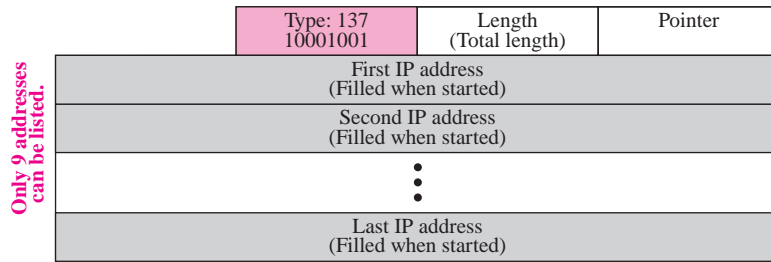 Type: 137
10001001
Length
(Total length)
Pointer
Only 9 addresses
can be listed.
First IP address
(Filled when started)
Second IP address
(Filled when started)
Last IP address
(Filled when started)